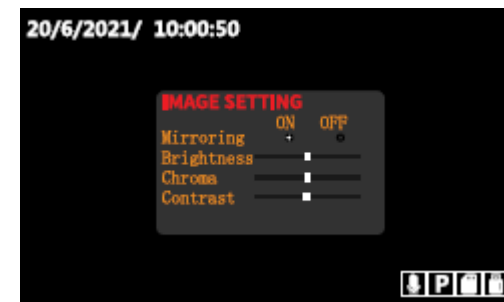 20/6/2021/ 10:00:50
IMAGE SETTING
ON OFF
Mirroring
Brightness
Chroma
Contrast
P